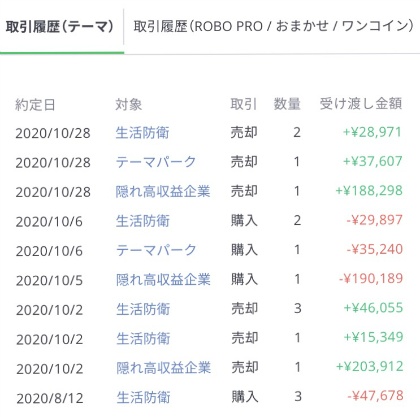 取引履歴（テーマ） 取引履歴（ROBO PRO / おまかせ / ワンコイン）
約定日 対象 取引 数量 受け渡し金額
2020/10/28 生活防衛 売却 2 +¥28,971
2020/10/28 テーマパーク 売却 1 +¥37,607
2020/10/28 隠れ高収益企業 売却 1 +¥188,298
2020/10/6 生活防衛 購入 2 -¥29,897
2020/10/6 テーマパーク 購入 1 -¥35,240
2020/10/5 隠れ高収益企業 購入 1 -¥190,189
2020/10/2 生活防衛 売却 3 +¥46,055
2020/10/2 生活防衛 売却 1 +¥15,349
2020/10/2 隠れ高収益企業 売却 1 +¥203,912
2020/8/12 生活防衛 購入 3 -¥47,678